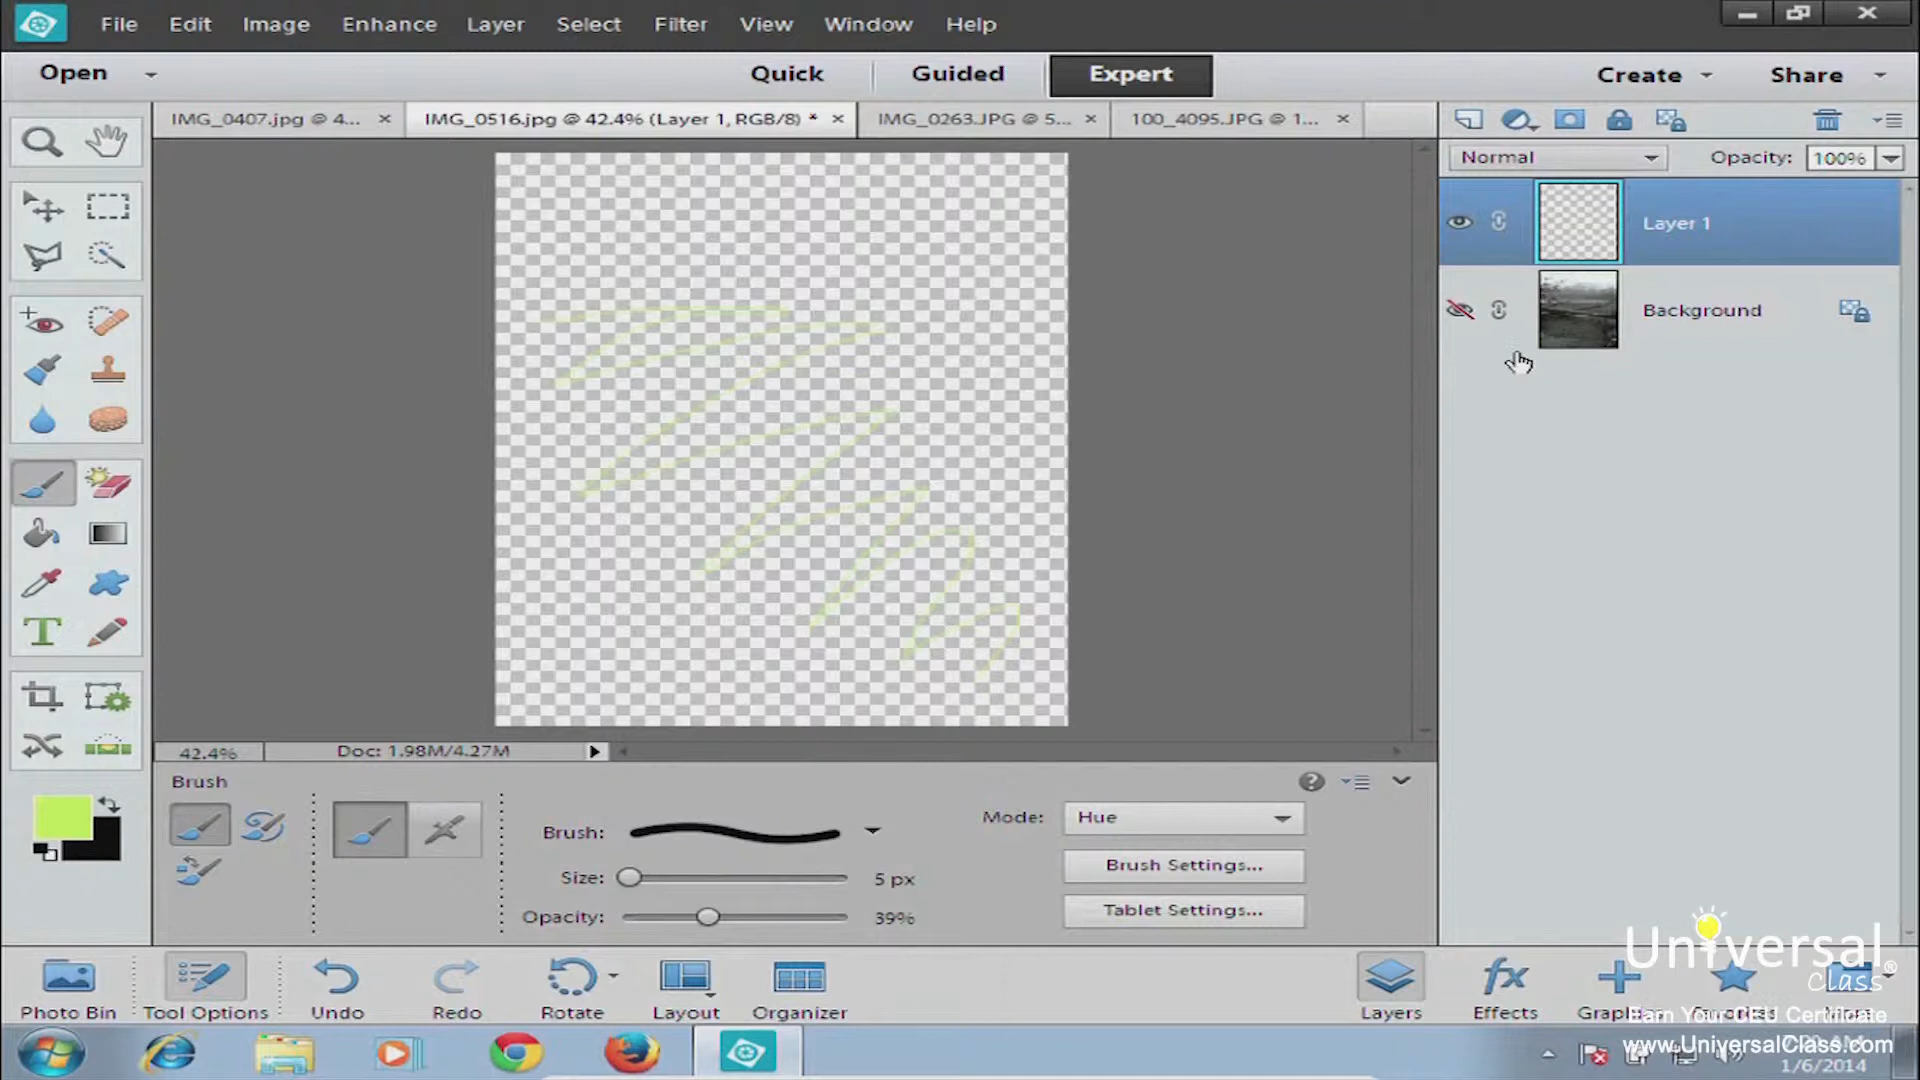 File Edit Image Enhance Layer Select Filter View Window Help
Open Quick Guided Expert Create Share
IMG_0407.jpg @ 4... IMG_0516.jpg @ 42.4% (Layer 1, RGB/8) * IMG_0263.JPG @ 5... 100_4095.JPG @ 1...
Normal Opacity: 100%
Layer 1
Background
42.4% Doc: 1.98M/4.27M
Brush
Brush: Mode: Hue
Size: 5 px Brush Settings...
Opacity: 39% Tablet Settings...
Universal®
Class
Photo Bin Tool Options Undo Redo Rotate Layout Organizer Layers fx Effects
Earn Your CEU Certificate
www.UniversalClass.com
1/6/2014